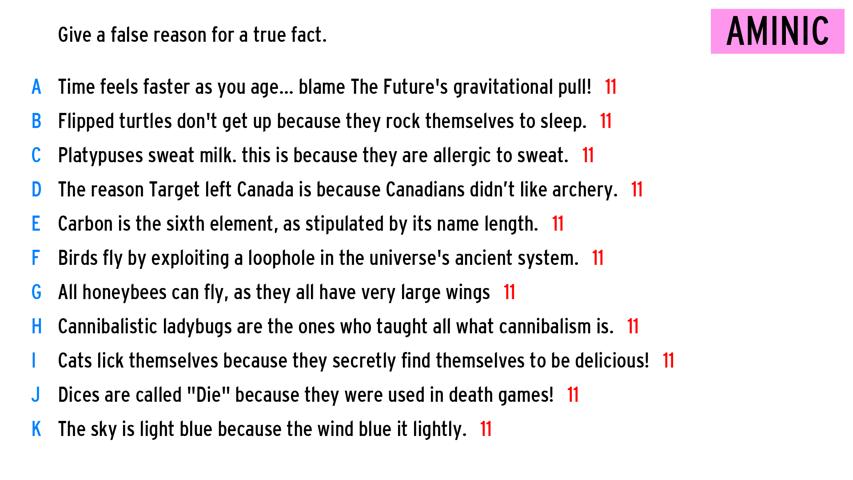 Give a false reason for a true fact.
AMINIC
A Time feels faster as you age... blame The Future's gravitational pull! 11
B Flipped turtles don't get up because they rock themselves to sleep. 11
C Platypuses sweat milk. this is because they are allergic to sweat. 11
D The reason Target left Canada is because Canadians didn’t like archery. 11
E Carbon is the sixth element, as stipulated by its name length. 11
F Birds fly by exploiting a loophole in the universe's ancient system. 11
G All honeybees can fly, as they all have very large wings 11
H Cannibalistic ladybugs are the ones who taught all what cannibalism is. 11
I Cats lick themselves because they secretly find themselves to be delicious! 11
J Dices are called "Die" because they were used in death games! 11
K The sky is light blue because the wind blue it lightly. 11